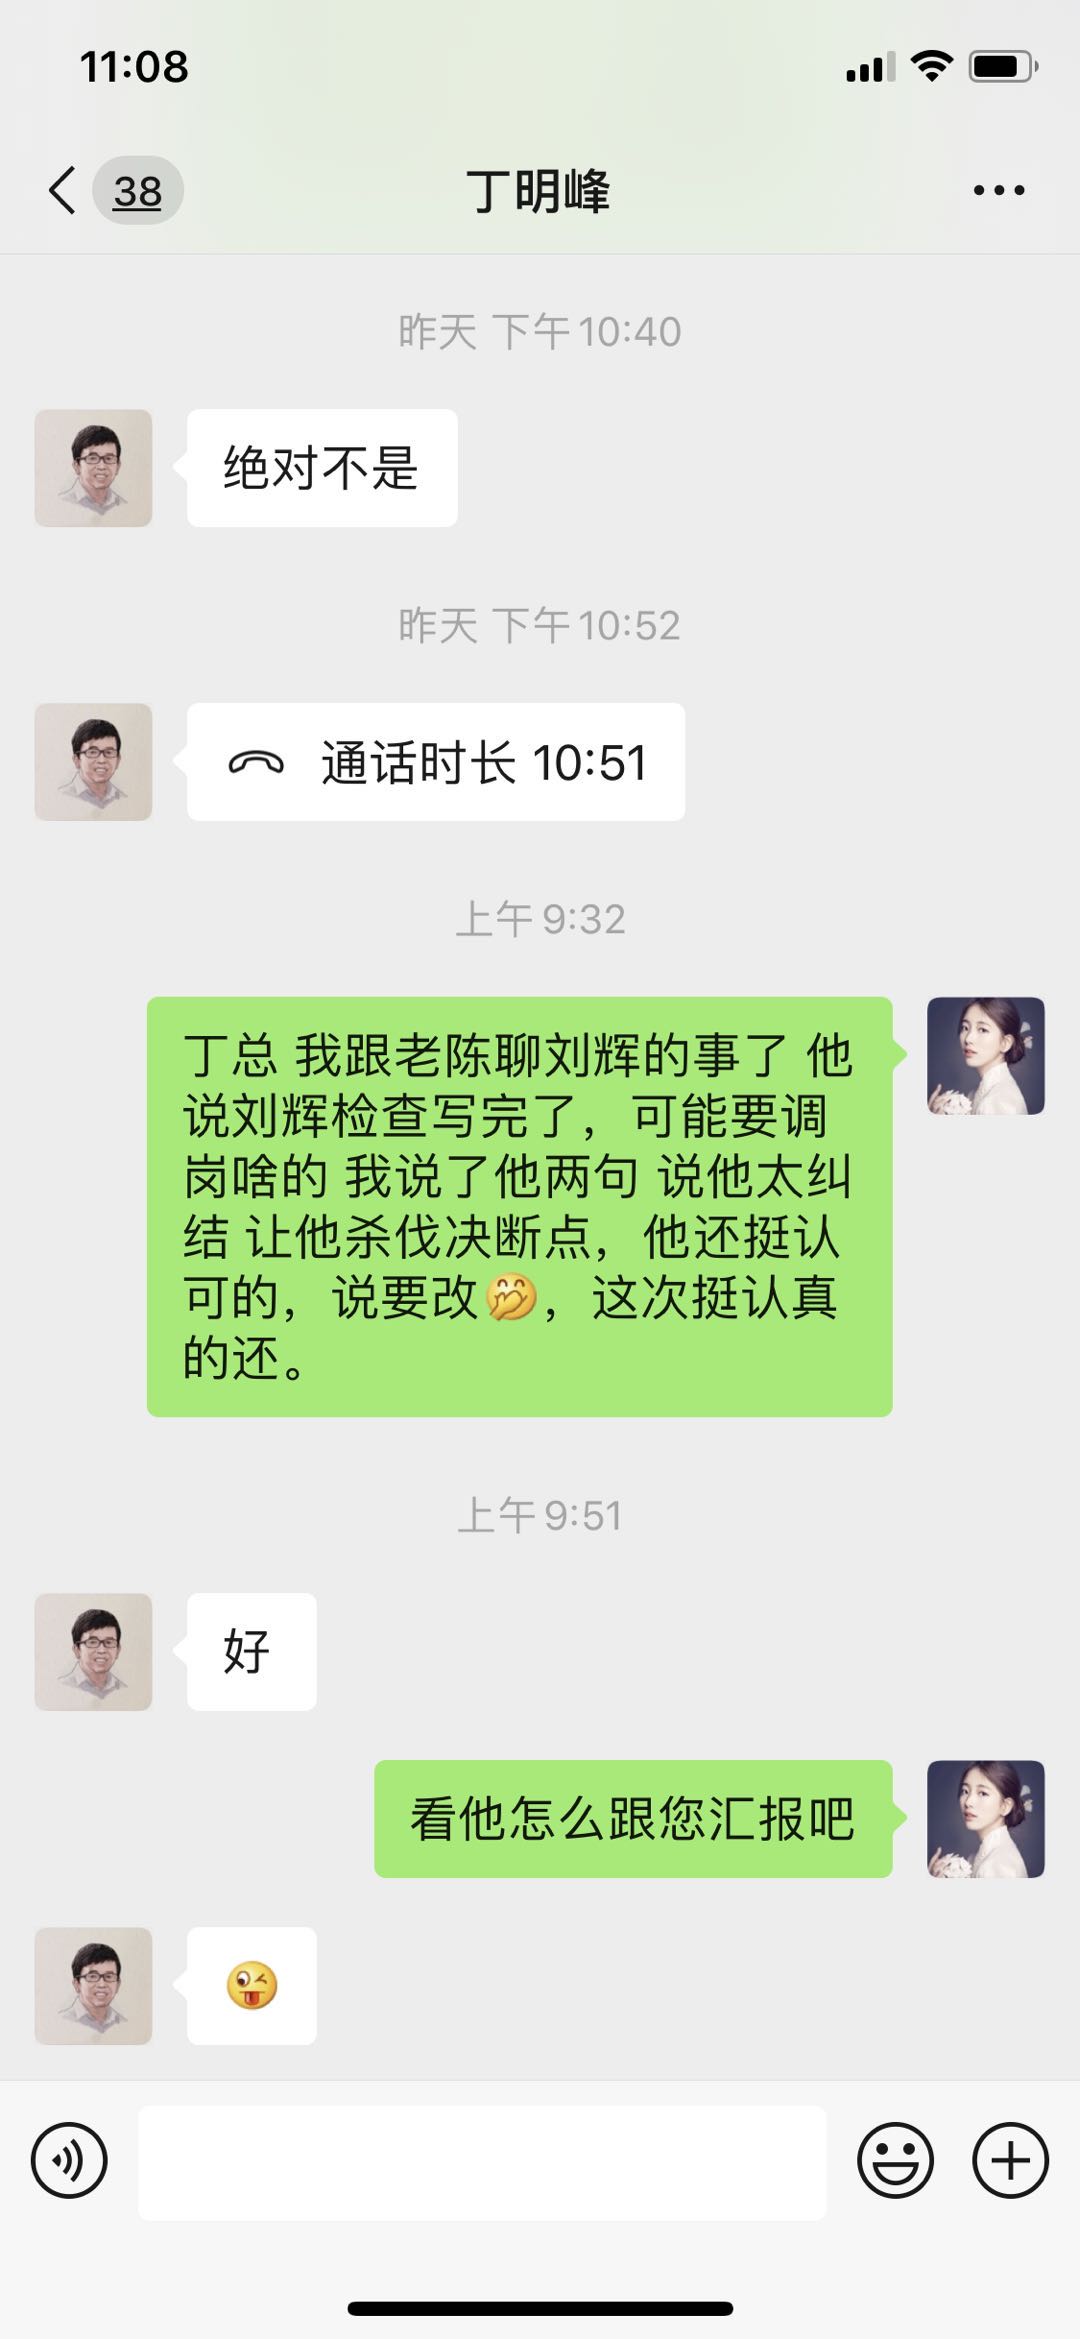 11:08
38
丁明峰
昨天 下午10:40
绝对不是
昨天 下午10:52
通话时长 10:51
上午9:32
丁总 我跟老陈聊刘辉的事了 他
说刘辉检查写完了，可能要调
岗啥的 我说了他两句 说他太纠
结 让他杀伐决断点，他还挺认
可的，说要改🤭，这次挺认真
的还。
上午9:51
好
看他怎么跟您汇报吧
😜